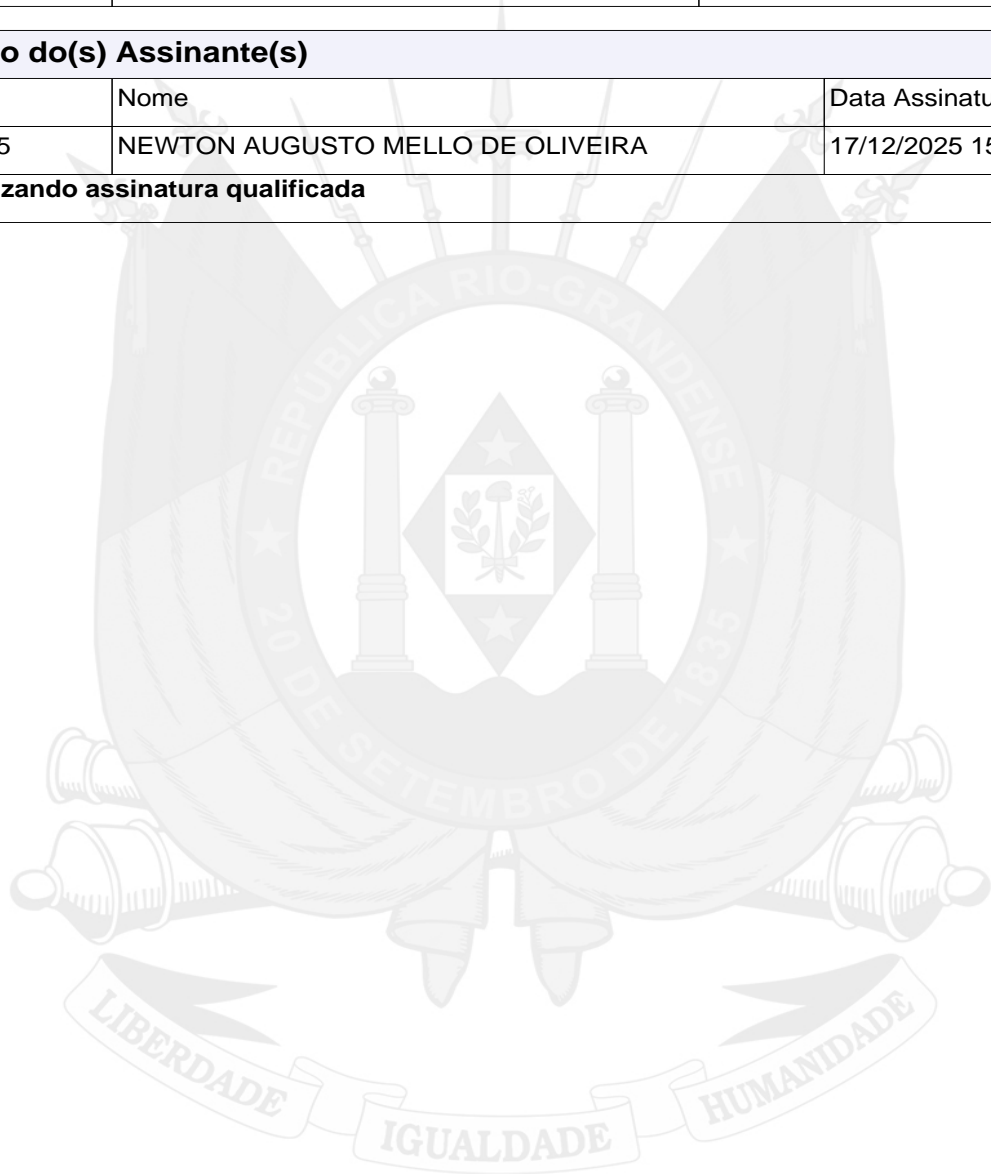 o do(s) Assinante(s)
Nome
Data Assinatu
5
NEWTON AUGUSTO MELLO DE OLIVEIRA
17/12/2025 15
zando assinatura qualificada
REPÚBLICA RIO-GRANDENSE
20 DE SETEMBRO DE 1835
LIBERDADE
IGUALDADE
HUMANIDADE